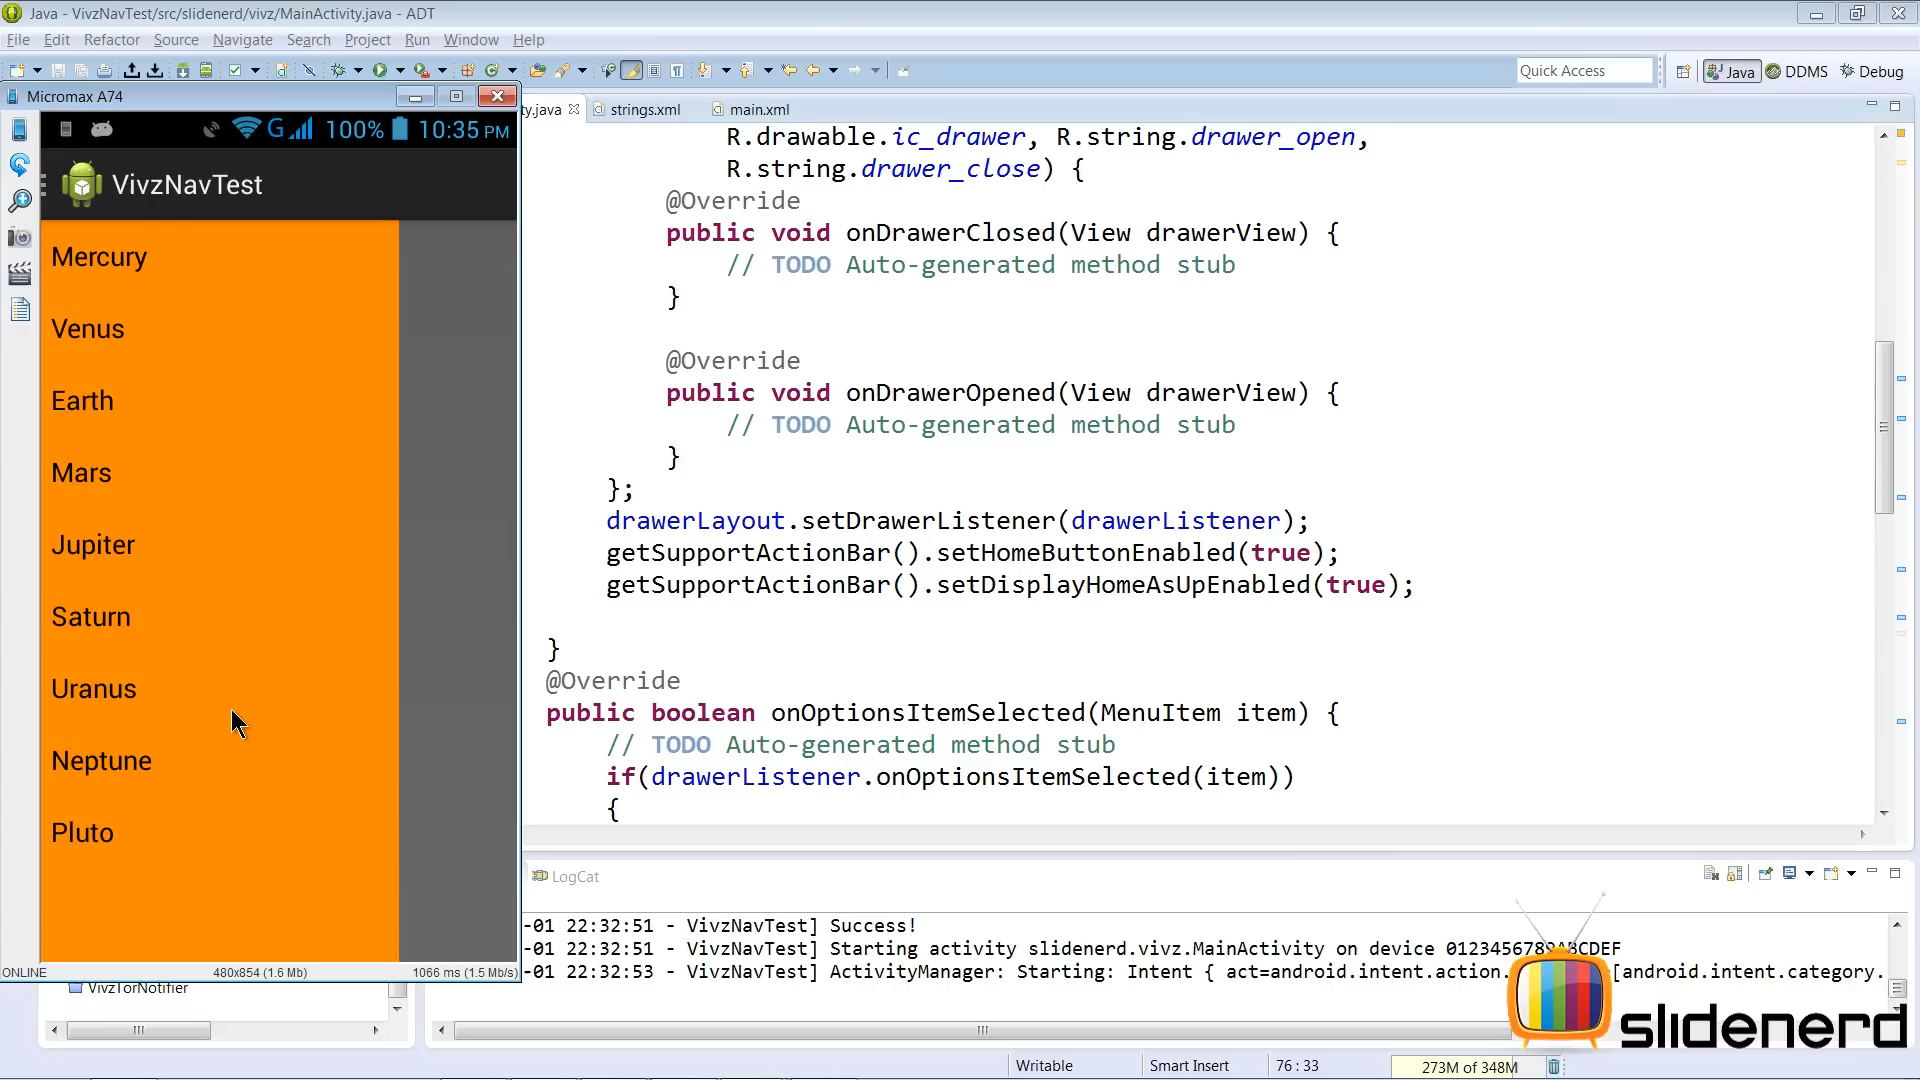 Java - VivzNavTest/src/slidenerd/vivz/MainActivity.java - ADT
File Edit Refactor Source Navigate Search Project Run Window Help
Quick Access Java DDMS Debug
Micromax A74
ty.java strings.xml main.xml
G 100% 10:35 PM
VivzNavTest
Mercury
Venus
Earth
Mars
Jupiter
Saturn
Uranus
Neptune
Pluto
ONLINE 480x854 (1.6 Mb) 1066 ms (1.5 Mb/s)
R.drawable.ic_drawer, R.string.drawer_open,
R.string.drawer_close) {
@Override
public void onDrawerClosed(View drawerView) {
// TODO Auto-generated method stub
}
@Override
public void onDrawerOpened(View drawerView) {
// TODO Auto-generated method stub
}
};
drawerLayout.setDrawerListener(drawerListener);
getSupportActionBar().setHomeButtonEnabled(true);
getSupportActionBar().setDisplayHomeAsUpEnabled(true);
}
@Override
public boolean onOptionsItemSelected(MenuItem item) {
// TODO Auto-generated method stub
if(drawerListener.onOptionsItemSelected(item))
{
LogCat
-01 22:32:51 - VivzNavTest] Success!
-01 22:32:51 - VivzNavTest] Starting activity slidenerd.vivz.MainActivity on device 0123456789ABCDEF
-01 22:32:53 - VivzNavTest] ActivityManager: Starting: Intent { act=android.intent.action. [android.intent.category.
VivzTorNotifier
slidenerd
Writable Smart Insert 76 : 33 273M of 348M